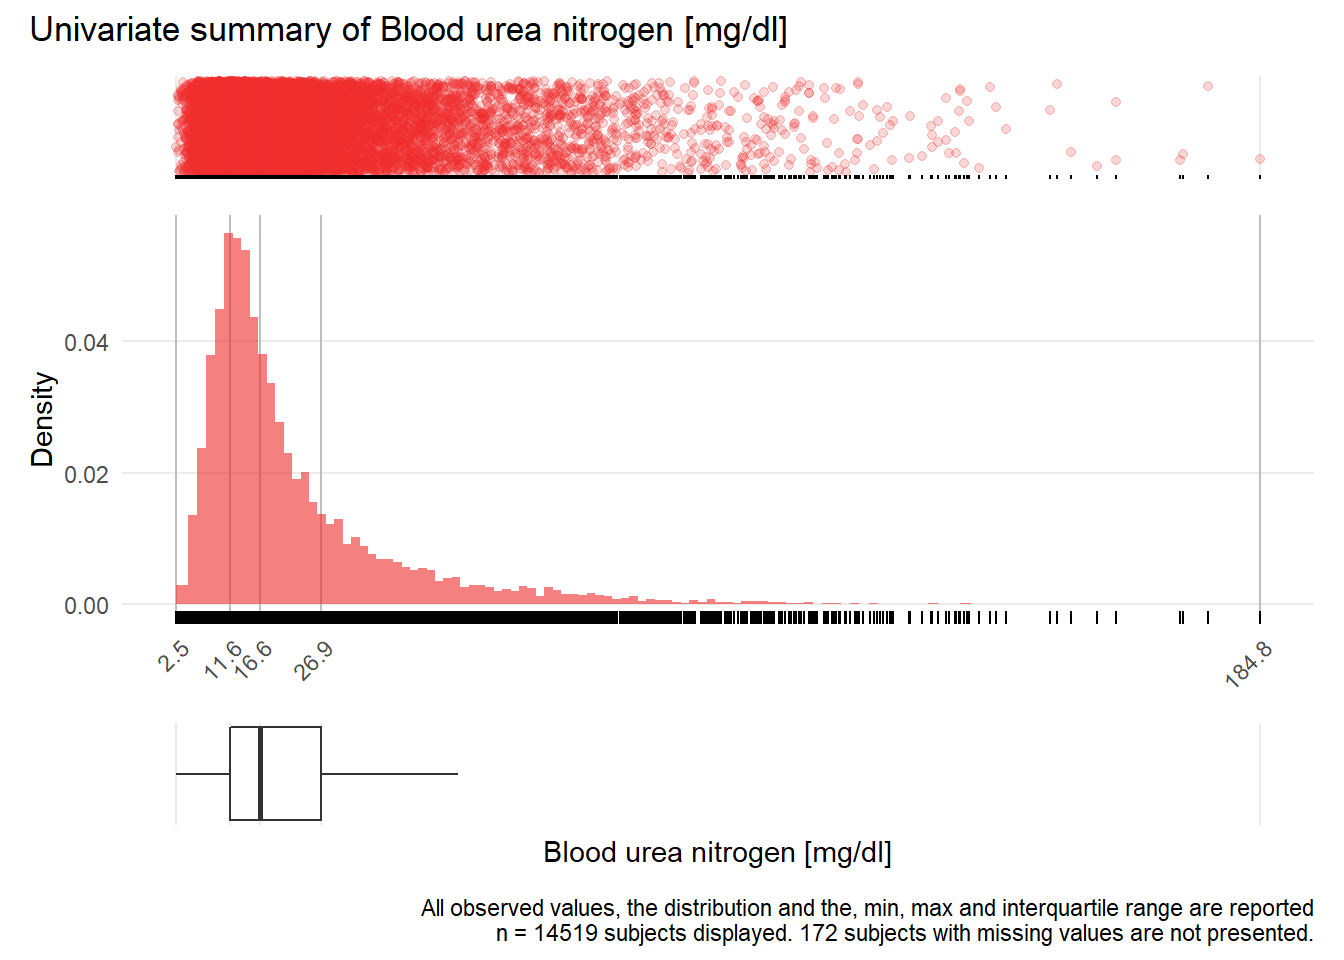 Univariate summary of Blood urea nitrogen [mg/dl]
Density
0.04
0.02
0.00
2.5
11.6
16.6
26.9
184.8
Blood urea nitrogen [mg/dl]
All observed values, the distribution and the, min, max and interquartile range are reported
n = 14519 subjects displayed. 172 subjects with missing values are not presented.